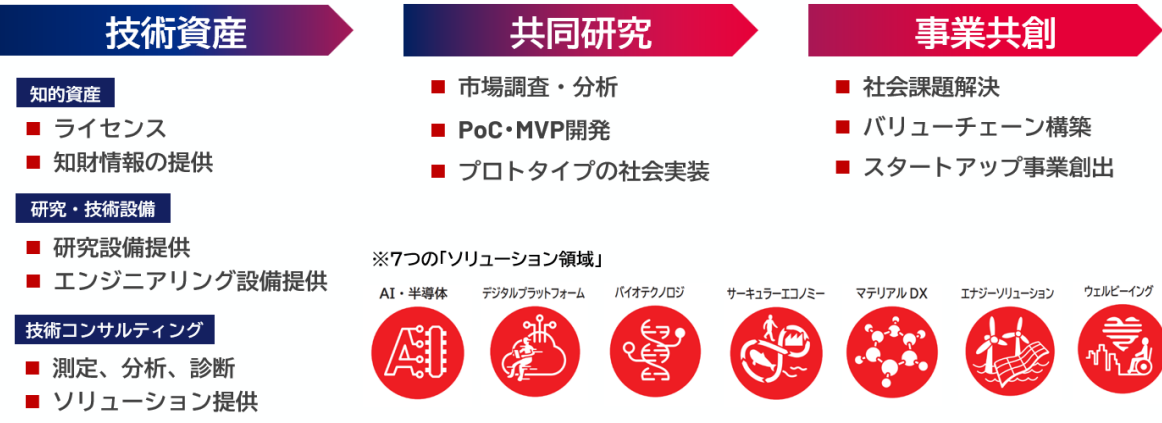 技術資産
知的資産
■ ライセンス
■ 知財情報の提供
研究・技術設備
■ 研究設備提供
■ エンジニアリング設備提供
技術コンサルティング
■ 測定、分析、診断
■ ソリューション提供
共同研究
■ 市場調査・分析
■ PoC・MVP開発
■ プロトタイプの社会実装
事業共創
■ 社会課題解決
■ バリューチェーン構築
■ スタートアップ事業創出
※7つの「ソリューション領域」
AI・半導体
デジタルプラットフォーム
バイオテクノロジ
サーキュラーエコノミー
マテリアル DX
エナジーソリューション
ウェルビーイング
AI